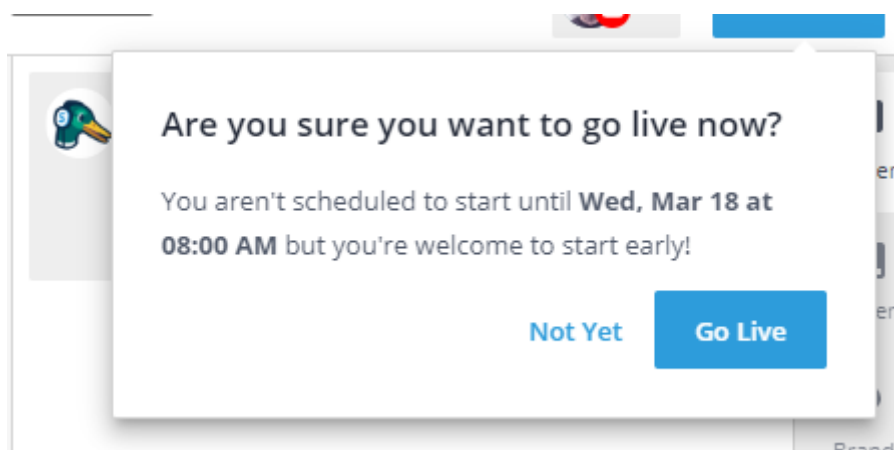 Are you sure you want to go live now?
You aren't scheduled to start until Wed, Mar 18 at
08:00 AM but you're welcome to start early!
Not Yet
Go Live